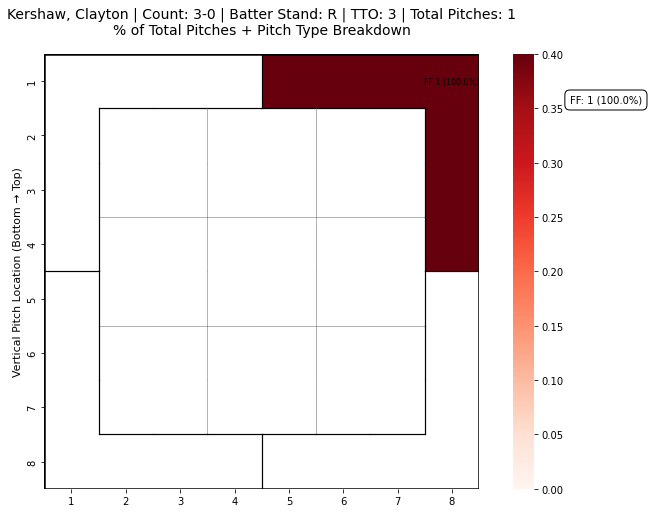 Kershaw, Clayton | Count: 3-0 | Batter Stand: R | TTO: 3 | Total Pitches: 1
% of Total Pitches + Pitch Type Breakdown
FF: 1 (100.0%)
FF: 1 (100.0%)
Vertical Pitch Location (Bottom → Top)
1
2
3
4
5
6
7
8
1 2 3 4 5 6 7 8
0.40
0.35
0.30
0.25
0.20
0.15
0.10
0.05
0.00